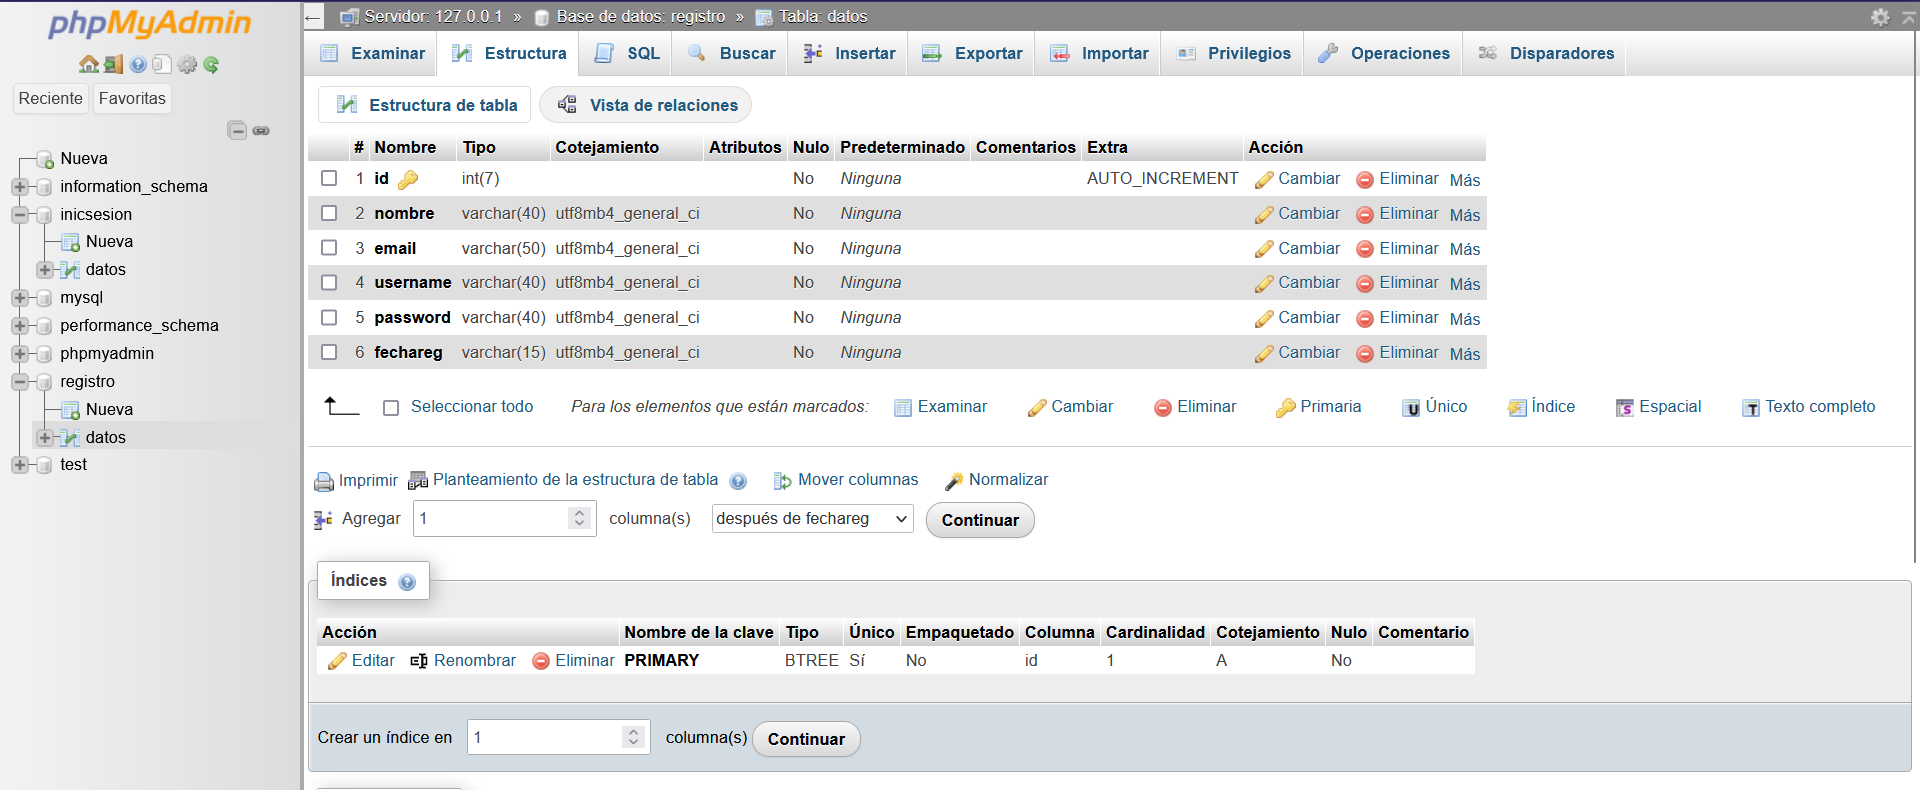 phpMyAdmin
Reciente Favoritas
Nueva
information_schema
inicsesion
Nueva
datos
mysql
performance_schema
phpmyadmin
registro
Nueva
datos
test
← Servidor: 127.0.0.1 » Base de datos: registro » Tabla: datos
Examinar Estructura SQL Buscar Insertar Exportar Importar Privilegios Operaciones Disparadores
Estructura de tabla Vista de relaciones
# Nombre Tipo Cotejamiento Atributos Nulo Predeterminado Comentarios Extra Acción
1 id int(7) No Ninguna AUTO_INCREMENT Cambiar Eliminar Más
2 nombre varchar(40) utf8mb4_general_ci No Ninguna Cambiar Eliminar Más
3 email varchar(50) utf8mb4_general_ci No Ninguna Cambiar Eliminar Más
4 username varchar(40) utf8mb4_general_ci No Ninguna Cambiar Eliminar Más
5 password varchar(40) utf8mb4_general_ci No Ninguna Cambiar Eliminar Más
6 fechareg varchar(15) utf8mb4_general_ci No Ninguna Cambiar Eliminar Más
Seleccionar todo Para los elementos que están marcados: Examinar Cambiar Eliminar Primaria Único Índice Espacial Texto completo
Imprimir Planteamiento de la estructura de tabla Mover columnas Normalizar
Agregar 1 columna(s) después de fechareg Continuar
Índices
Acción Nombre de la clave Tipo Único Empaquetado Columna Cardinalidad Cotejamiento Nulo Comentario
Editar Renombrar Eliminar PRIMARY BTREE Sí No id 1 A No
Crear un índice en 1 columna(s) Continuar